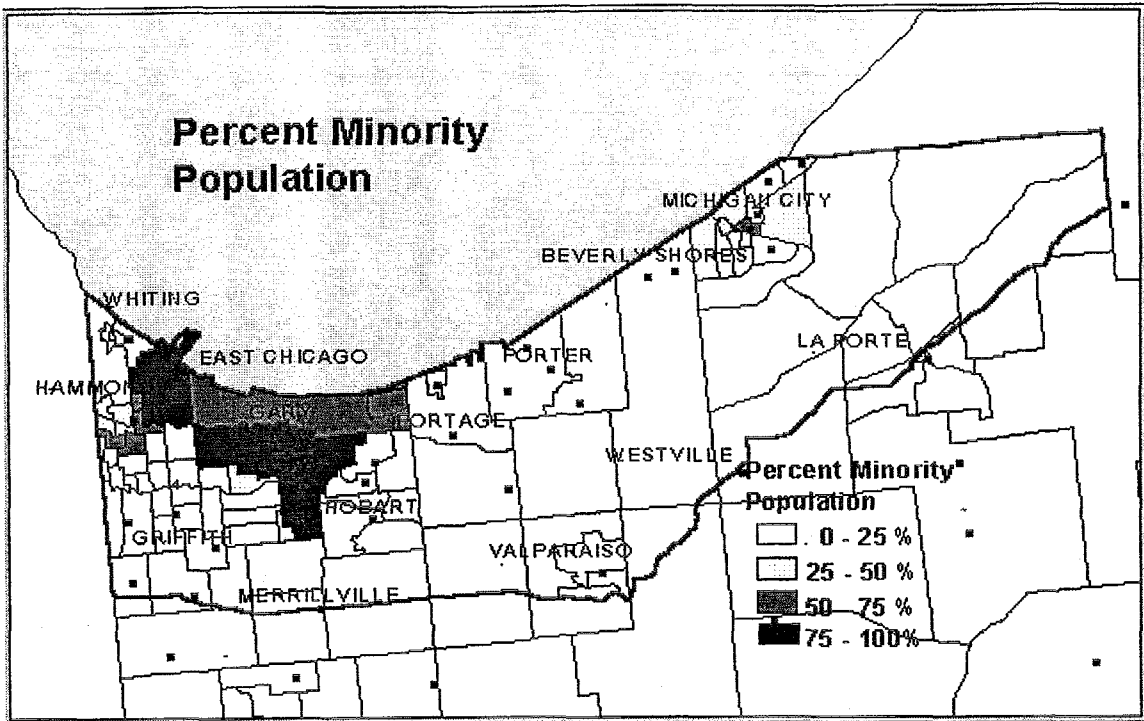 Percent Minority
Population
MICHIGAN CITY
BEVERLY SHORES
WHITING
EAST CHICAGO
PORTER
LA PORTE
HAMMOND
GARY
PORTAGE
WESTVILLE
HOBART
GRIFFITH
VALPARAISO
MERRILLVILLE
Percent Minority
Population
. 0 - 25 %
25 - 50 %
50 - 75 %
75 - 100%